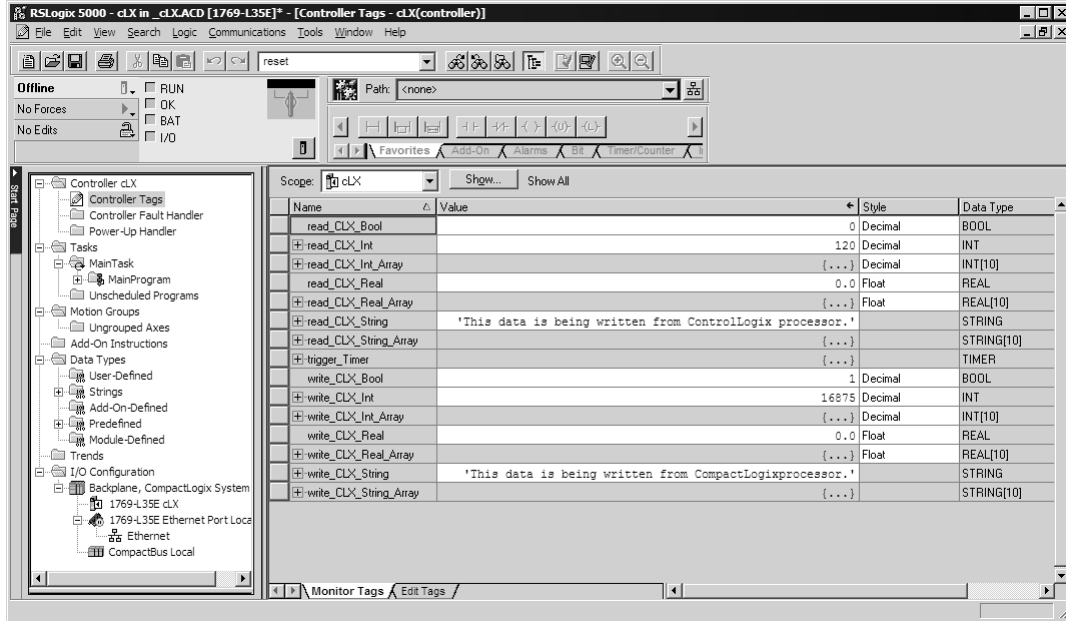 RSLogix 5000 - cLX in _cLX.ACD [1769-L35E]* - [Controller Tags - cLX(controller)]
File Edit View Search Logic Communications Tools Window Help
reset
Offline
RUN
No Forces
OK
No Edits
BAT
I/O
Path: <none>
Favorites Add-On Alarms Bit Timer/Counter
Start Page
Controller cLX
Controller Tags
Controller Fault Handler
Power-Up Handler
Tasks
MainTask
MainProgram
Unscheduled Programs
Motion Groups
Ungrouped Axes
Add-On Instructions
Data Types
User-Defined
Strings
Add-On-Defined
Predefined
Module-Defined
Trends
I/O Configuration
Backplane, CompactLogix System
1769-L35E cLX
1769-L35E Ethernet Port Loca
Ethernet
CompactBus Local
Scope: cLX Show... Show All
Name Value Style Data Type
read_CLX_Bool 0 Decimal BOOL
read_CLX_Int 120 Decimal INT
read_CLX_Int_Array {...} Decimal INT[10]
read_CLX_Real 0.0 Float REAL
read_CLX_Real_Array {...} Float REAL[10]
read_CLX_String 'This data is being written from ControlLogix processor.' STRING
read_CLX_String_Array {...} STRING[10]
trigger_Timer {...} TIMER
write_CLX_Bool 1 Decimal BOOL
write_CLX_Int 16875 Decimal INT
write_CLX_Int_Array {...} Decimal INT[10]
write_CLX_Real 0.0 Float REAL
write_CLX_Real_Array {...} Float REAL[10]
write_CLX_String 'This data is being written from CompactLogixprocessor.' STRING
write_CLX_String_Array {...} STRING[10]
Monitor Tags Edit Tags